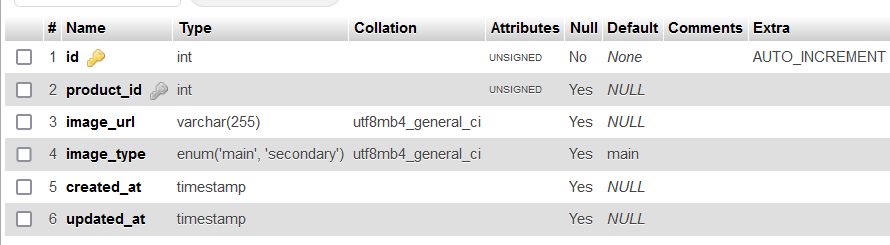 # Name Type Collation Attributes Null Default Comments Extra
1 id int UNSIGNED No None AUTO_INCREMENT
2 product_id int UNSIGNED Yes NULL
3 image_url varchar(255) utf8mb4_general_ci Yes NULL
4 image_type enum('main', 'secondary') utf8mb4_general_ci Yes main
5 created_at timestamp Yes NULL
6 updated_at timestamp Yes NULL